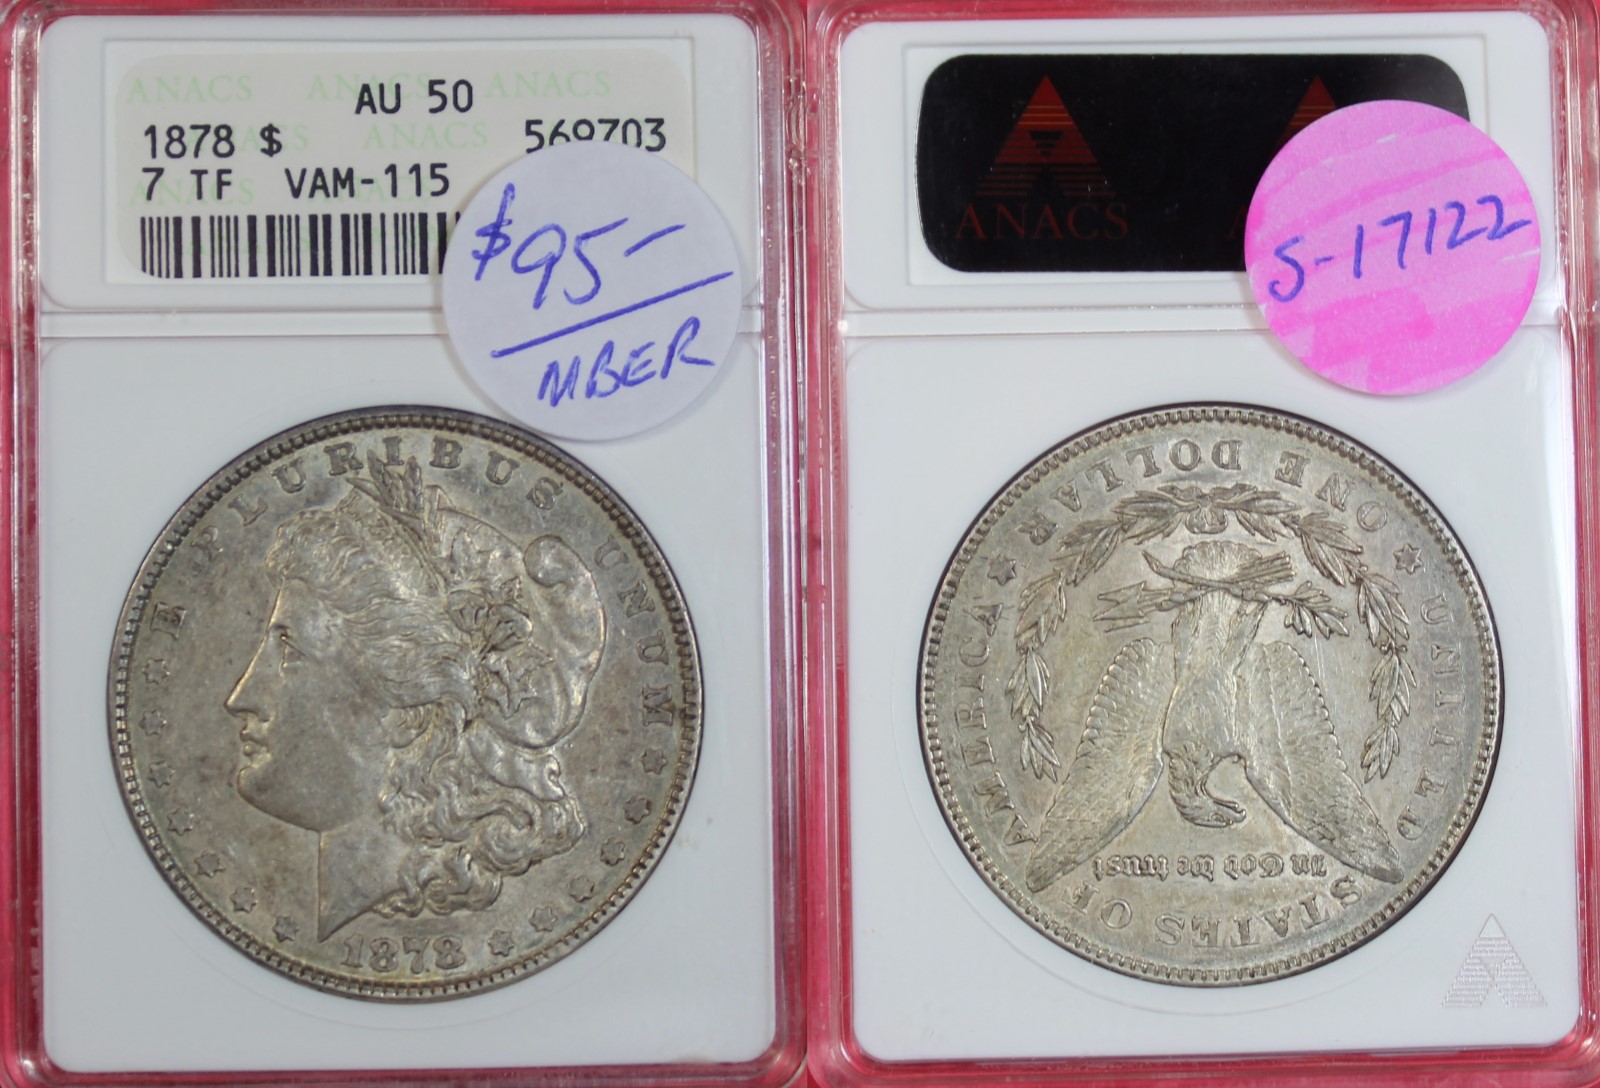 ANACS ANACS ANACS
AU 50
1878 $
569703
7 TF VAM-115
ANACS
$95-
MBER
E PLURIBUS UNUM
1878
ANACS
S-17122
ONE DOLLAR
UNITED STATES OF AMERICA
In God we trust